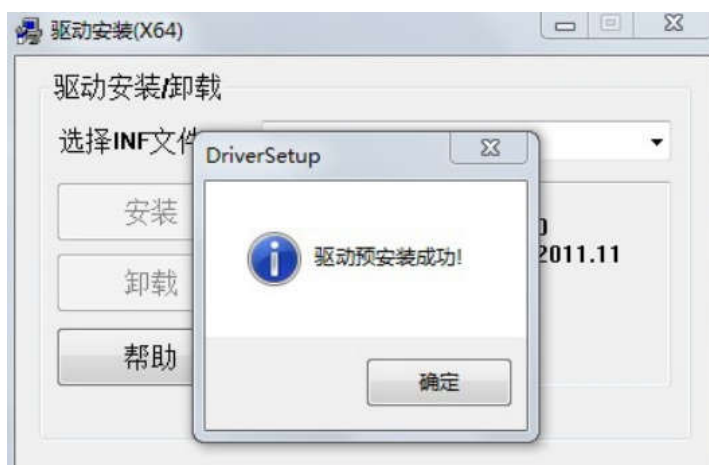 驱动安装(X64)
驱动安装/卸载
选择INF文件
DriverSetup
安装
驱动预安装成功!
2011.11
卸载
帮助
确定